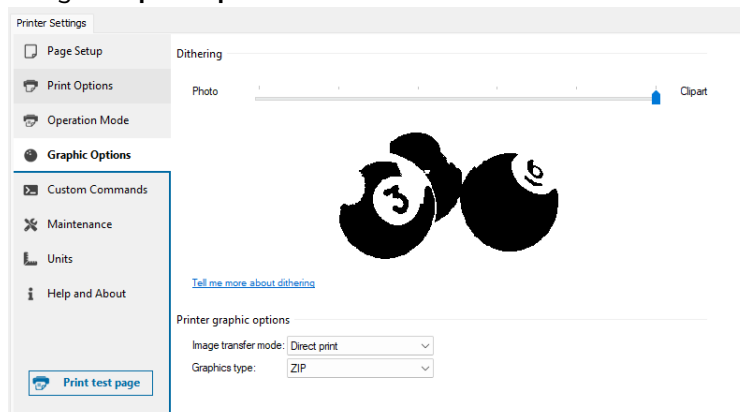 Printer Settings
Page Setup
Print Options
Operation Mode
Graphic Options
Custom Commands
Maintenance
Units
Help and About
Print test page
Dithering
Photo
Clipart
3
6
Tell me more about dithering
Printer graphic options
Image transfer mode: Direct print
Graphics type: ZIP